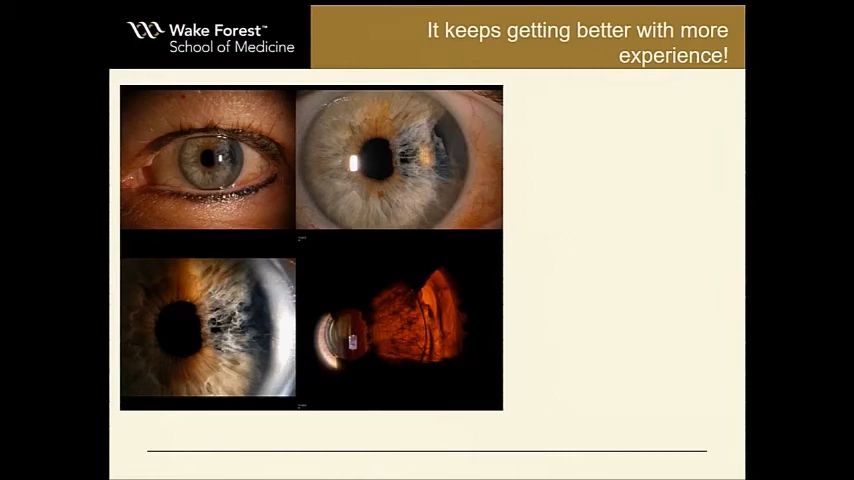 Wake Forest™
School of Medicine
It keeps getting better with more
experience!